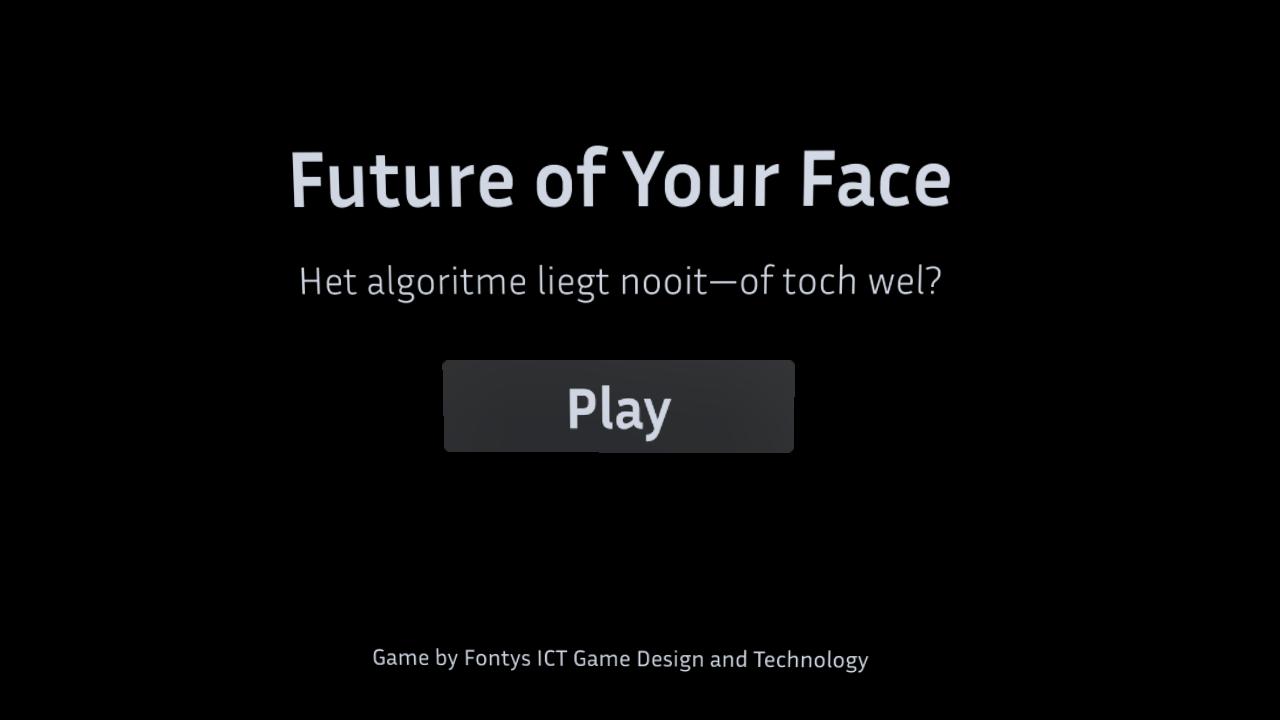 Future of Your Face
Het algoritme liegt nooit—of toch wel?
Play
Game by Fontys ICT Game Design and Technology